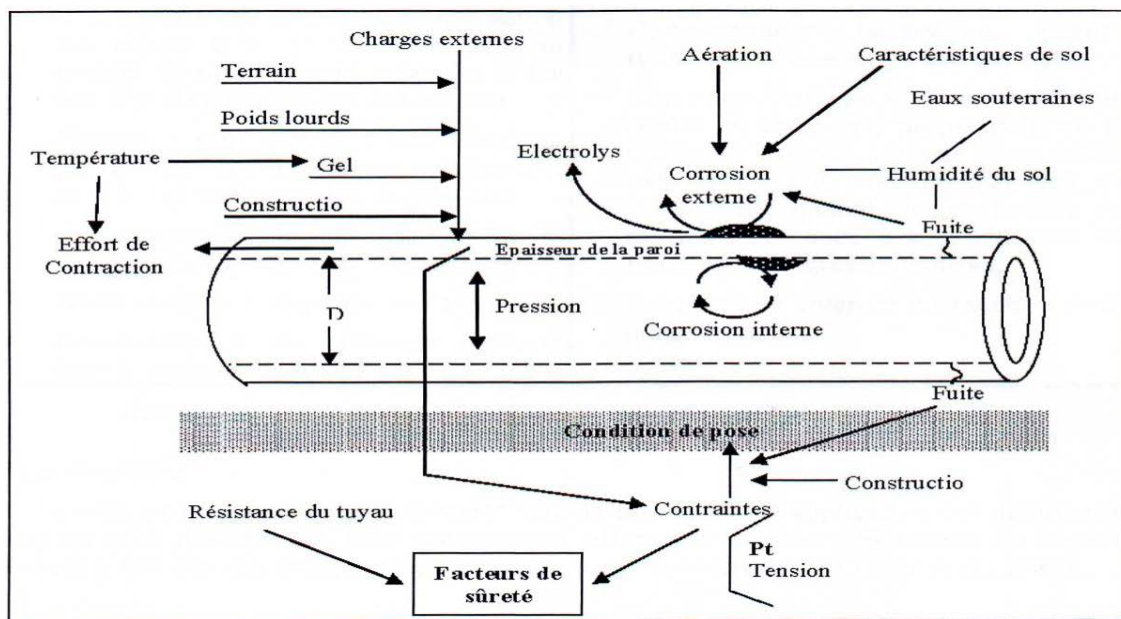 Charges externes
Aération
Caractéristiques de sol
Terrain
Eaux souterraines
Poids lourds
Electrolys
Température
Gel
Corrosion
externe
Humidité du sol
Constructio
Fuite
Effort de
Contraction
Epaisseur de la paroi
D
Pression
Corrosion interne
Fuite
Condition de pose
Constructio
Résistance du tuyau
Contraintes
Pt
Tension
Facteurs de
sûreté